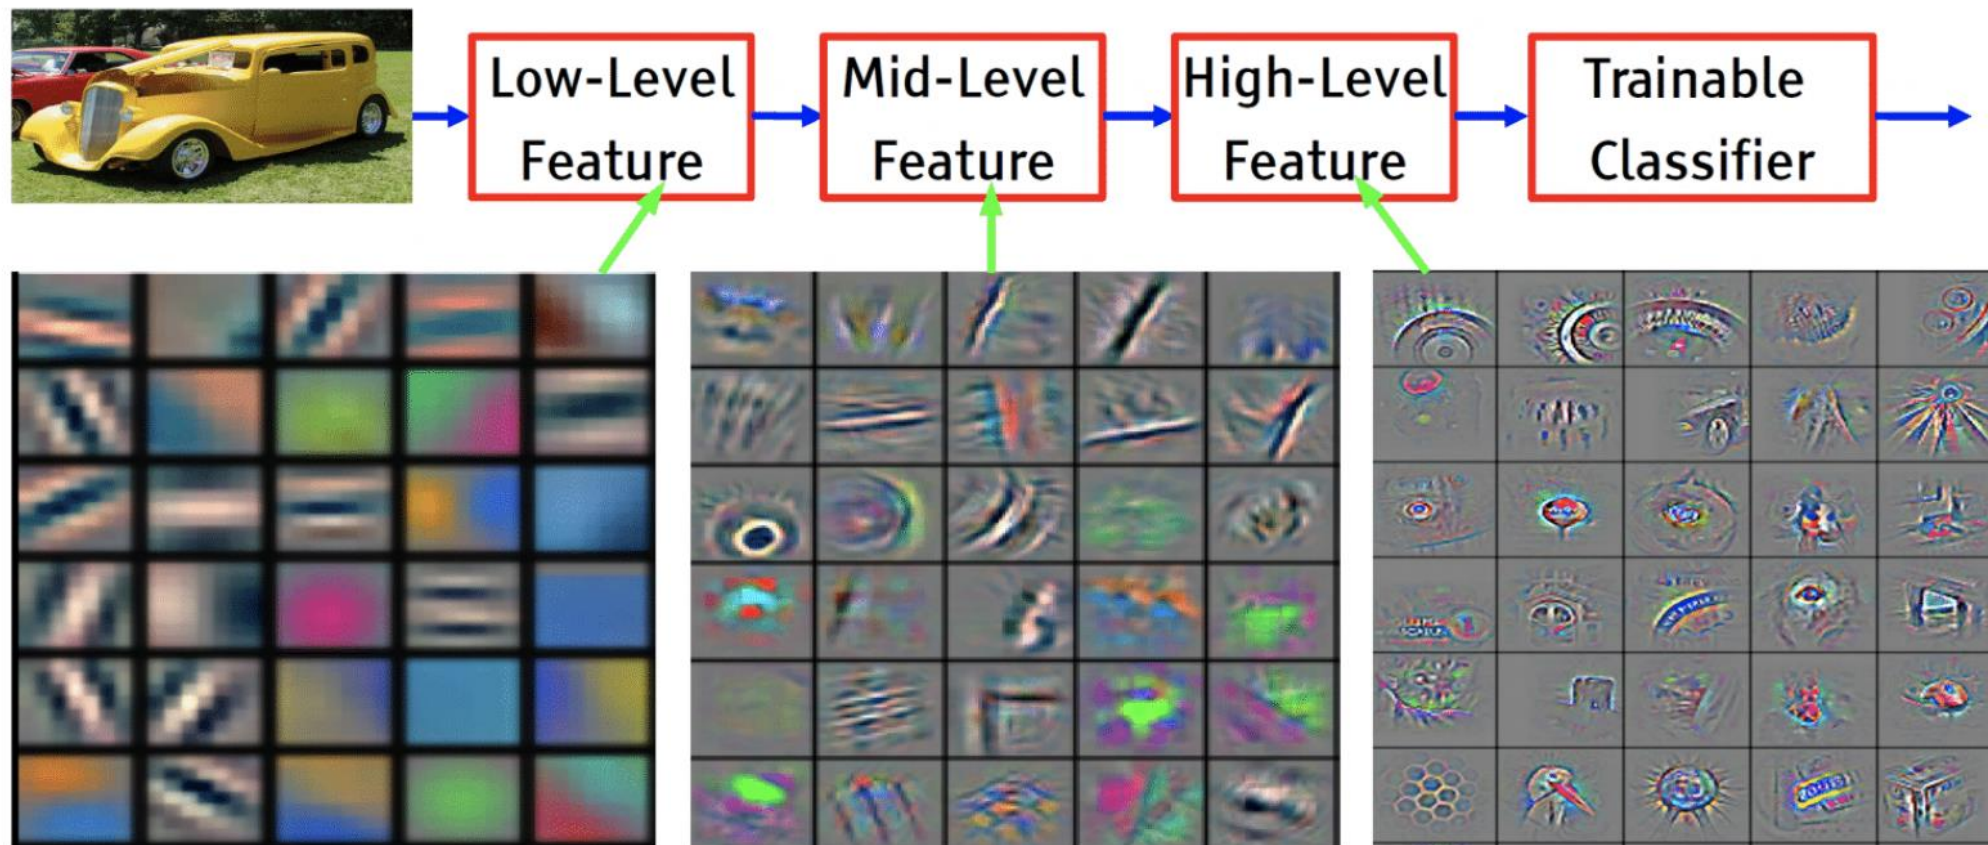 Low-Level
Feature
Mid-Level
Feature
High-Level
Feature
Trainable
Classifier